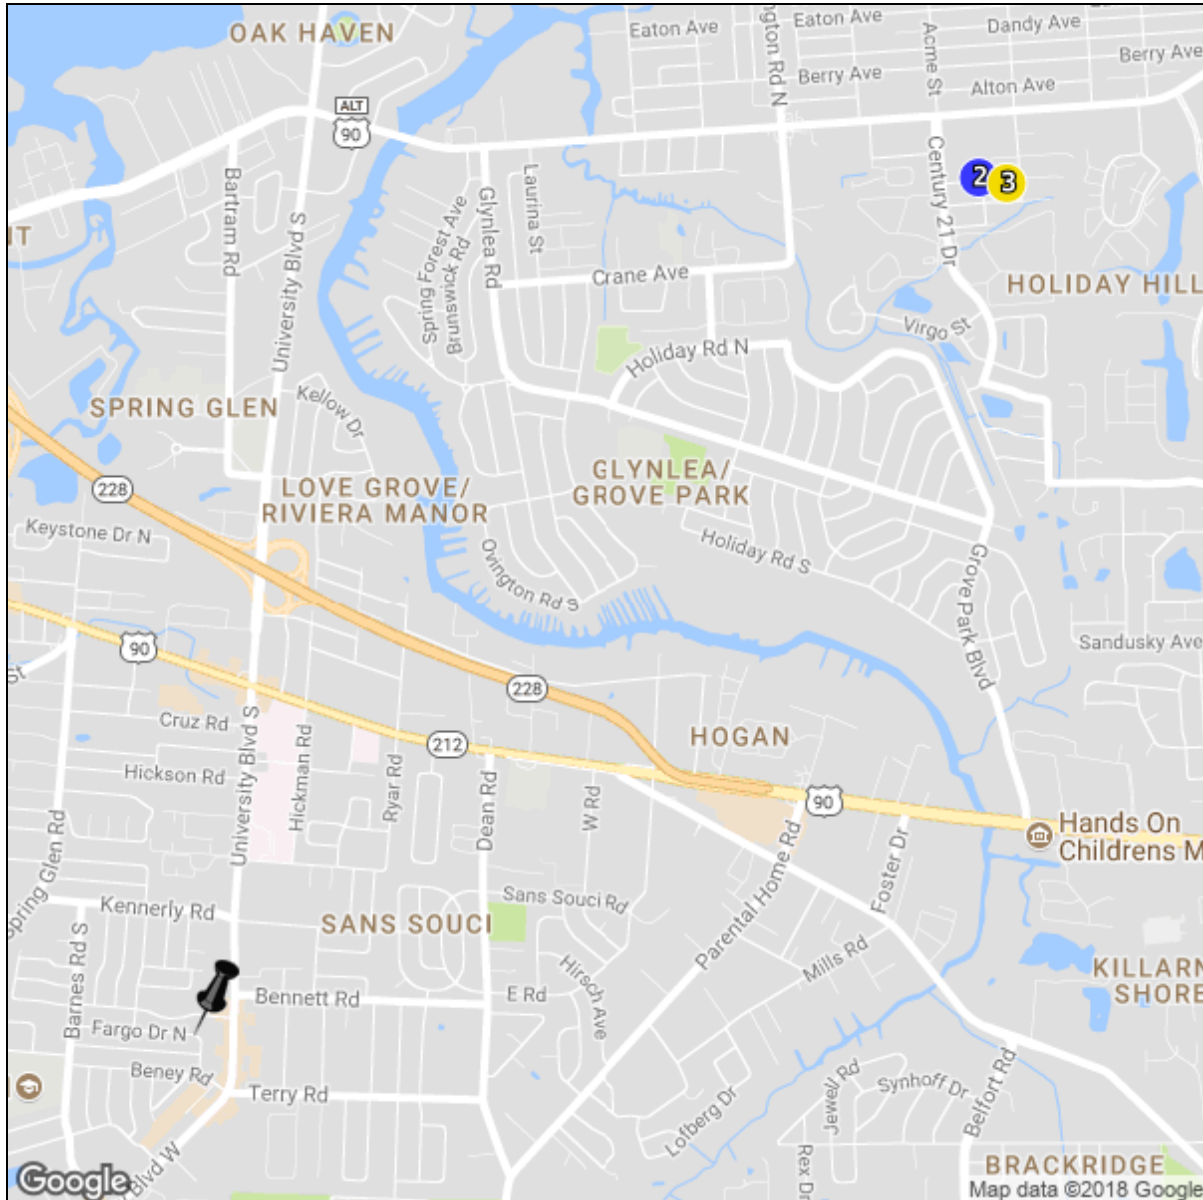 OAK HAVEN
Eaton Ave
Eaton Ave
Dandy Ave
Berry Ave
Berry Ave
Alton Ave
Acme St
ngton Rd N
ALT
90
Bartram Rd
University Blvd S
Glynlea Rd
Laurina St
Spring Forest Ave
Brunswick Rd
Century 21 Dr
2
3
NT
Crane Ave
HOLIDAY HILL
Virgo St
Holiday Rd N
Kellow Dr
SPRING GLEN
228
LOVE GROVE/
RIVIERA MANOR
GLYNLEA/
GROVE PARK
Keystone Dr N
Holiday Rd S
Ovington Rd S
Grove Park Blvd
90
Sandusky Ave
St
228
Cruz Rd
212
HOGAN
University Blvd S
Hickson Rd
Hickman Rd
Ryar Rd
Dean Rd
W Rd
90
Hands On
Childrens M
Spring Glen Rd
Foster Dr
Parental Home Rd
Kennerly Rd
SANS SOUCI
Sans Souci Rd
Barnes Rd S
Mills Rd
Hirsch Ave
KILLARN
SHORE
Bennett Rd
E Rd
Fargo Dr N
Beney Rd
Terry Rd
Lofberg Dr
Jewell Rd
Synhoff Dr
Belfort Rd
Rex Dr
BRACKRIDGE
Blvd W
Google
Map data ©2018 Google